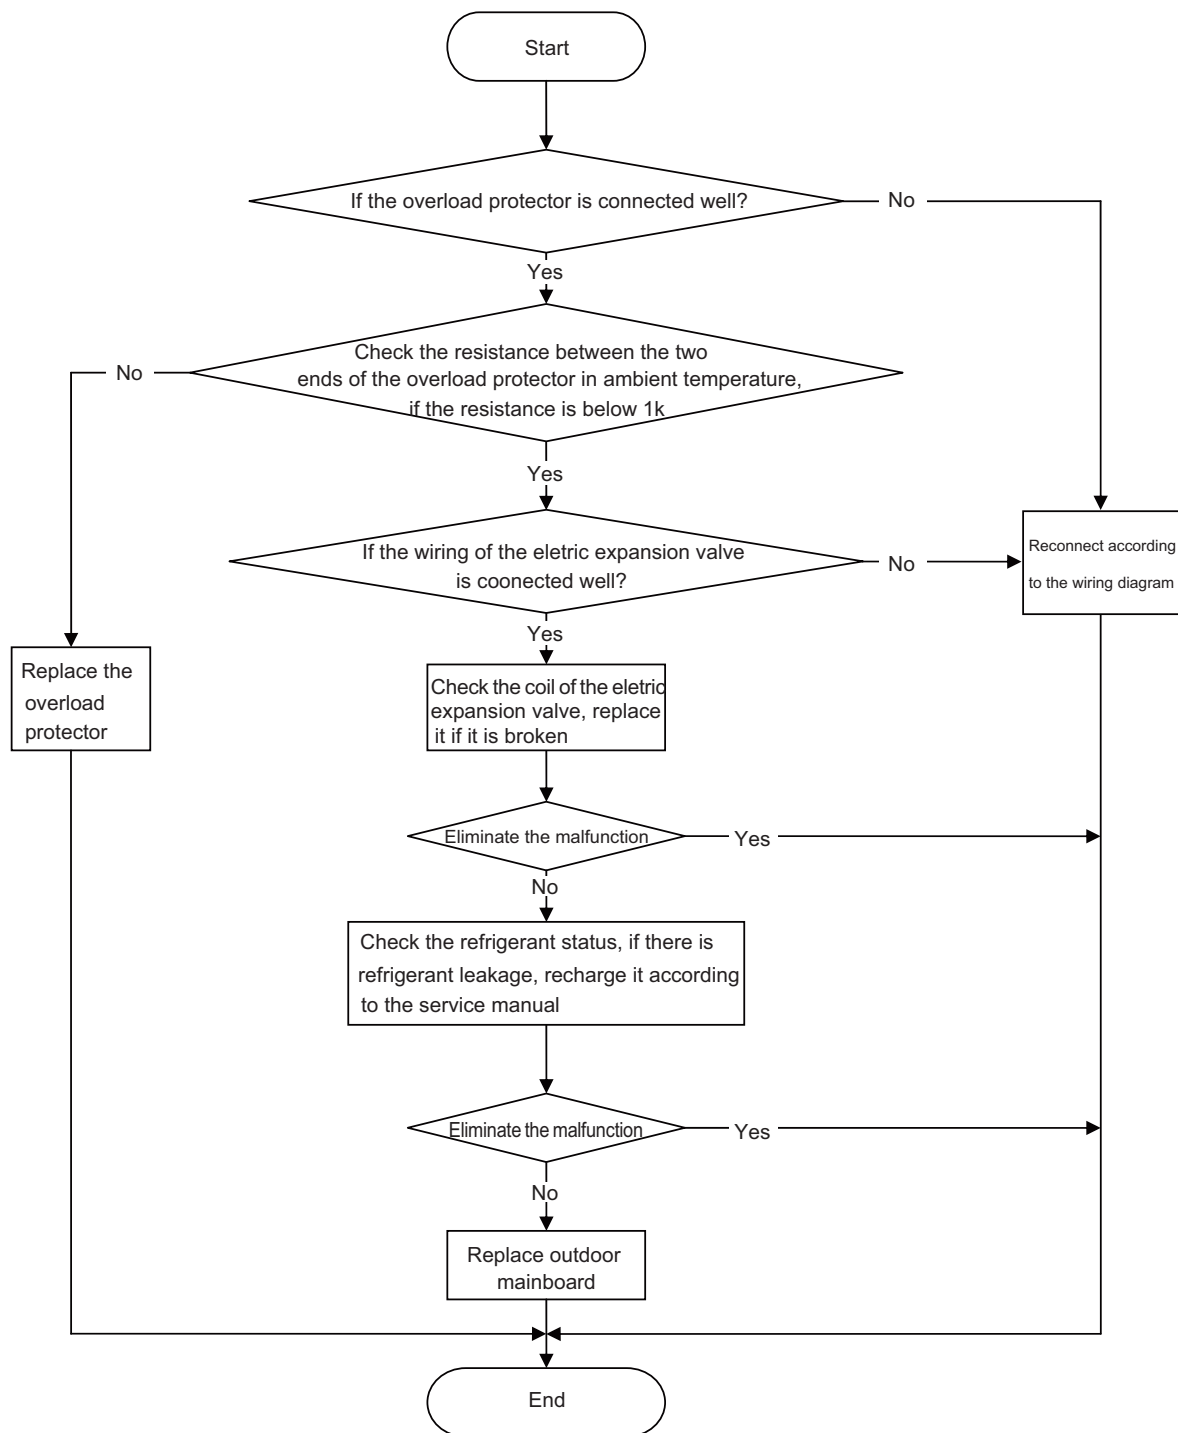 Start
If the overload protector is connected well?
No
Yes
Check the resistance between the two
ends of the overload protector in ambient temperature,
if the resistance is below 1k
No
Yes
If the wiring of the eletric expansion valve
is coonected well?
No
Reconnect according
to the wiring diagram
Yes
Replace the
overload
protector
Check the coil of the eletric
expansion valve, replace
it if it is broken
Eliminate the malfunction
Yes
No
Check the refrigerant status, if there is
refrigerant leakage, recharge it according
to the service manual
Eliminate the malfunction
Yes
No
Replace outdoor
mainboard
End